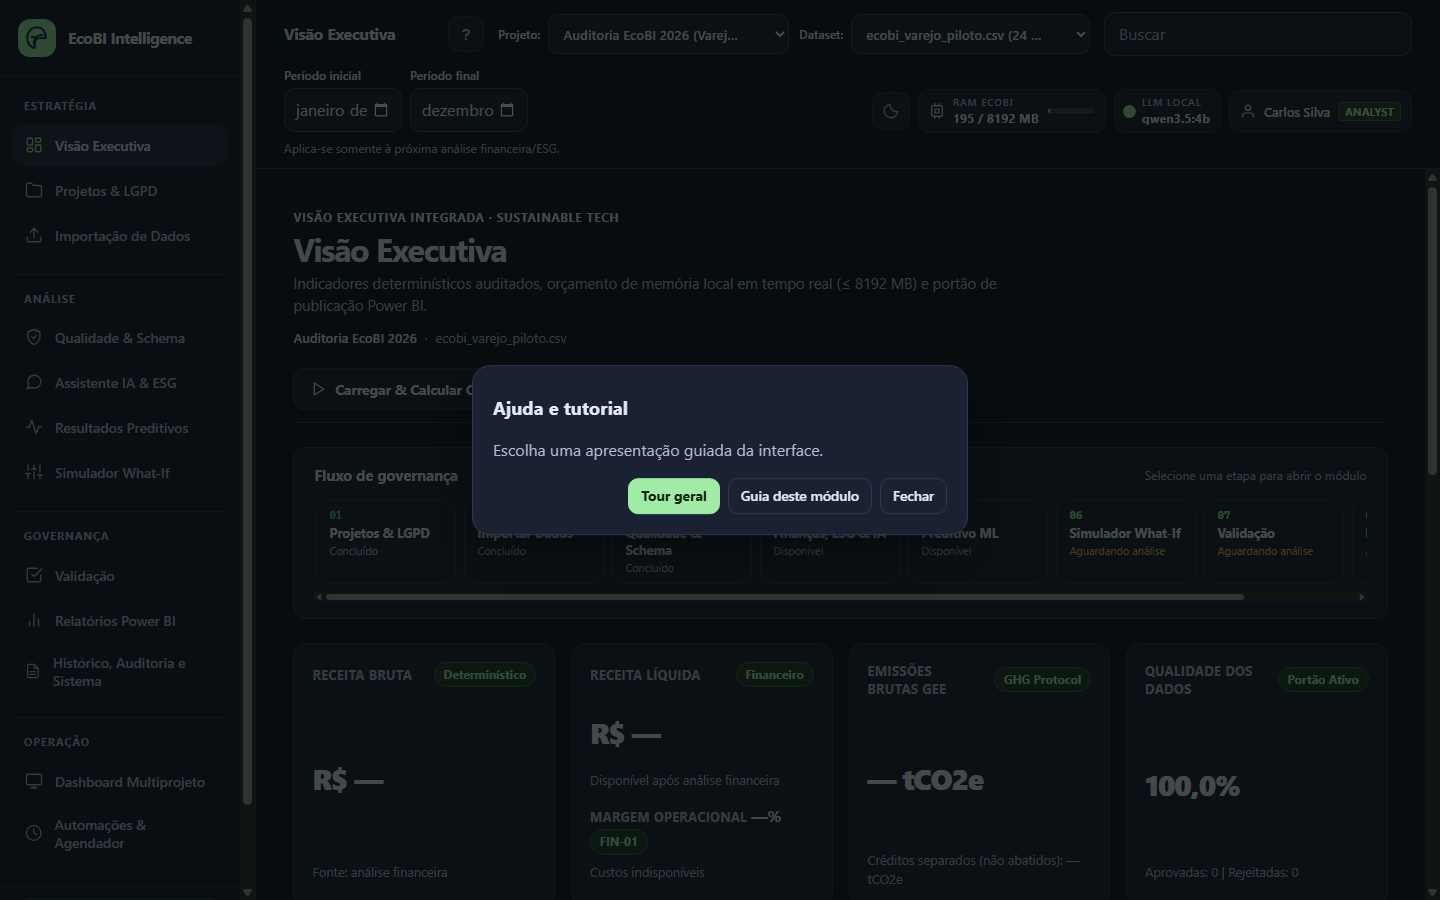 EcoBI Intelligence
ESTRATÉGIA
Visão Executiva
Projetos & LGPD
Importação de Dados
ANÁLISE
Qualidade & Schema
Assistente IA & ESG
Resultados Preditivos
Simulador What-If
GOVERNANÇA
Validação
Relatórios Power BI
Histórico, Auditoria e
Sistema
OPERAÇÃO
Dashboard Multiprojeto
Automações &
Agendador
Visão Executiva
?
Projeto:
Auditoria EcoBI 2026 (Varej...
Dataset:
ecobi_varejo_piloto.csv (24 ...
Buscar
Período inicial
Período final
janeiro de
dezembro
Aplica-se somente à próxima análise financeira/ESG.
RAM ECOBI
195 / 8192 MB
LLM LOCAL
qwen3.5:4b
Carlos Silva
ANALYST
VISÃO EXECUTIVA INTEGRADA · SUSTAINABLE TECH
Visão Executiva
Indicadores determinísticos auditados, orçamento de memória local em tempo real (≤ 8192 MB) e portão de
publicação Power BI.
Auditoria EcoBI 2026 · ecobi_varejo_piloto.csv
Carregar & Calcular
Ajuda e tutorial
Escolha uma apresentação guiada da interface.
Tour geral
Guia deste módulo
Fechar
Fluxo de governança
Selecione uma etapa para abrir o módulo
01
Projetos & LGPD
Concluído
Importar Dados
Concluído
Qualidade &
Schema
Concluído
Finanças, ESG & IA
Disponível
Preditivo ML
Disponível
06
Simulador What-If
Aguardando análise
07
Validação
Aguardando análise
RECEITA BRUTA
Determinístico
R$ —
Fonte: análise financeira
RECEITA LÍQUIDA
Financeiro
R$ —
Disponível após análise financeira
MARGEM OPERACIONAL —%
FIN-01
Custos indisponíveis
EMISSÕES
BRUTAS GEE
GHG Protocol
— tCO2e
Créditos separados (não abatidos): —
tCO2e
QUALIDADE DOS
DADOS
Portão Ativo
100,0%
Aprovadas: 0 | Rejeitadas: 0